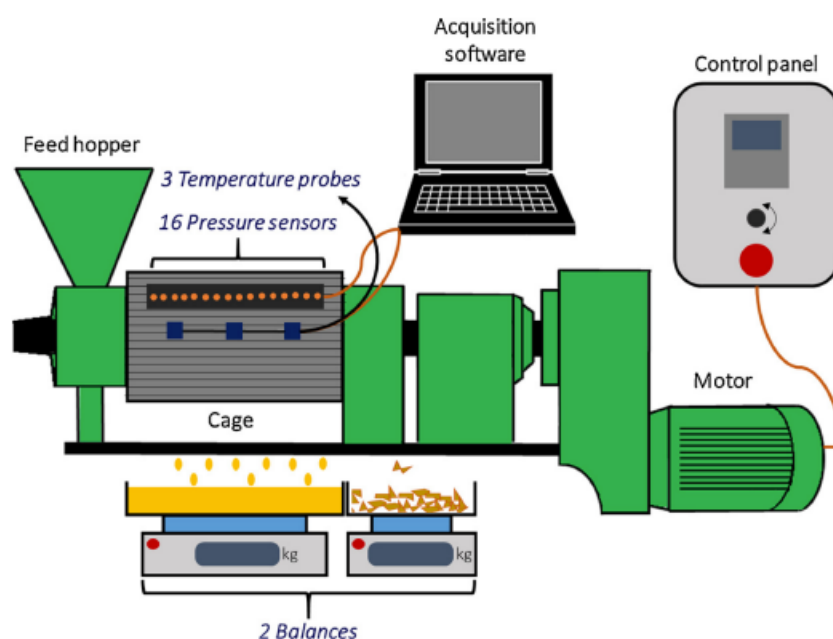 Acquisition
software
Control panel
Feed hopper
3 Temperature probes
16 Pressure sensors
Motor
Cage
kg
kg
2 Balances